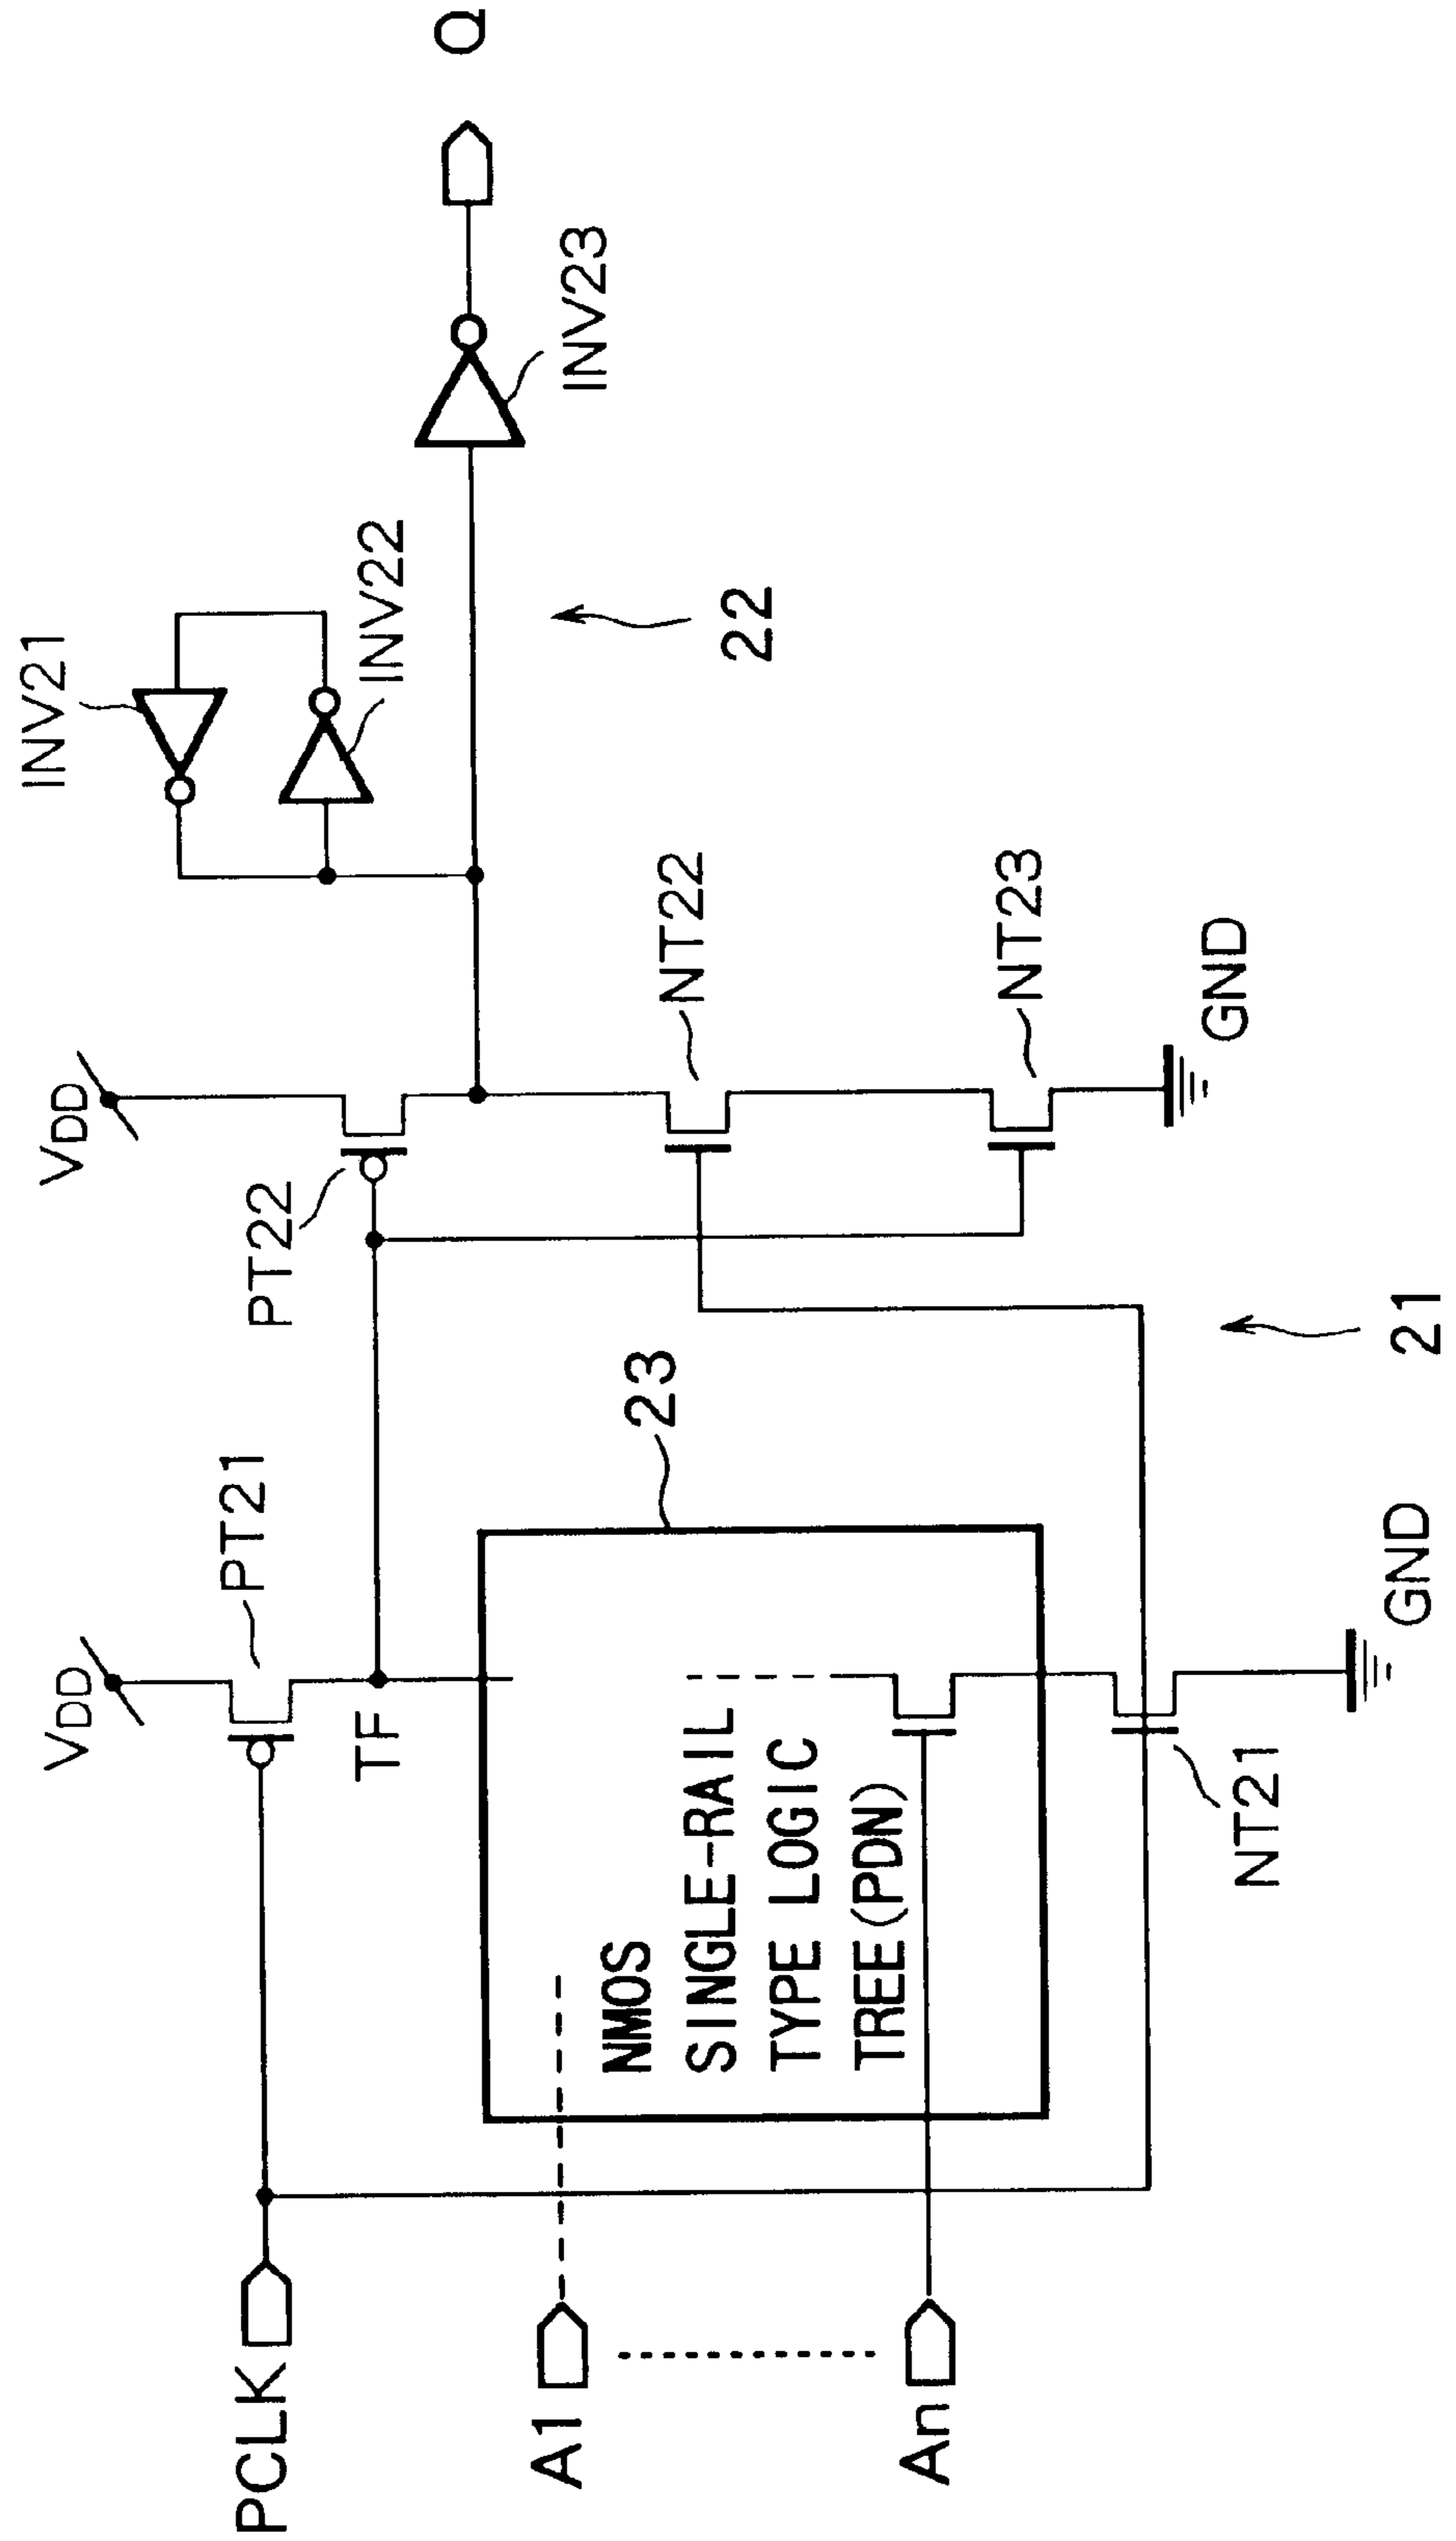 VDD
VDD
INV21
PT21
PT22
INV22
PCLK
TF
Q
INV23
A1
NMOS
SINGLE-RAIL
TYPE LOGIC
TREE(PDN)
23
NT22
22
An
NT23
NT21
GND
GND
21